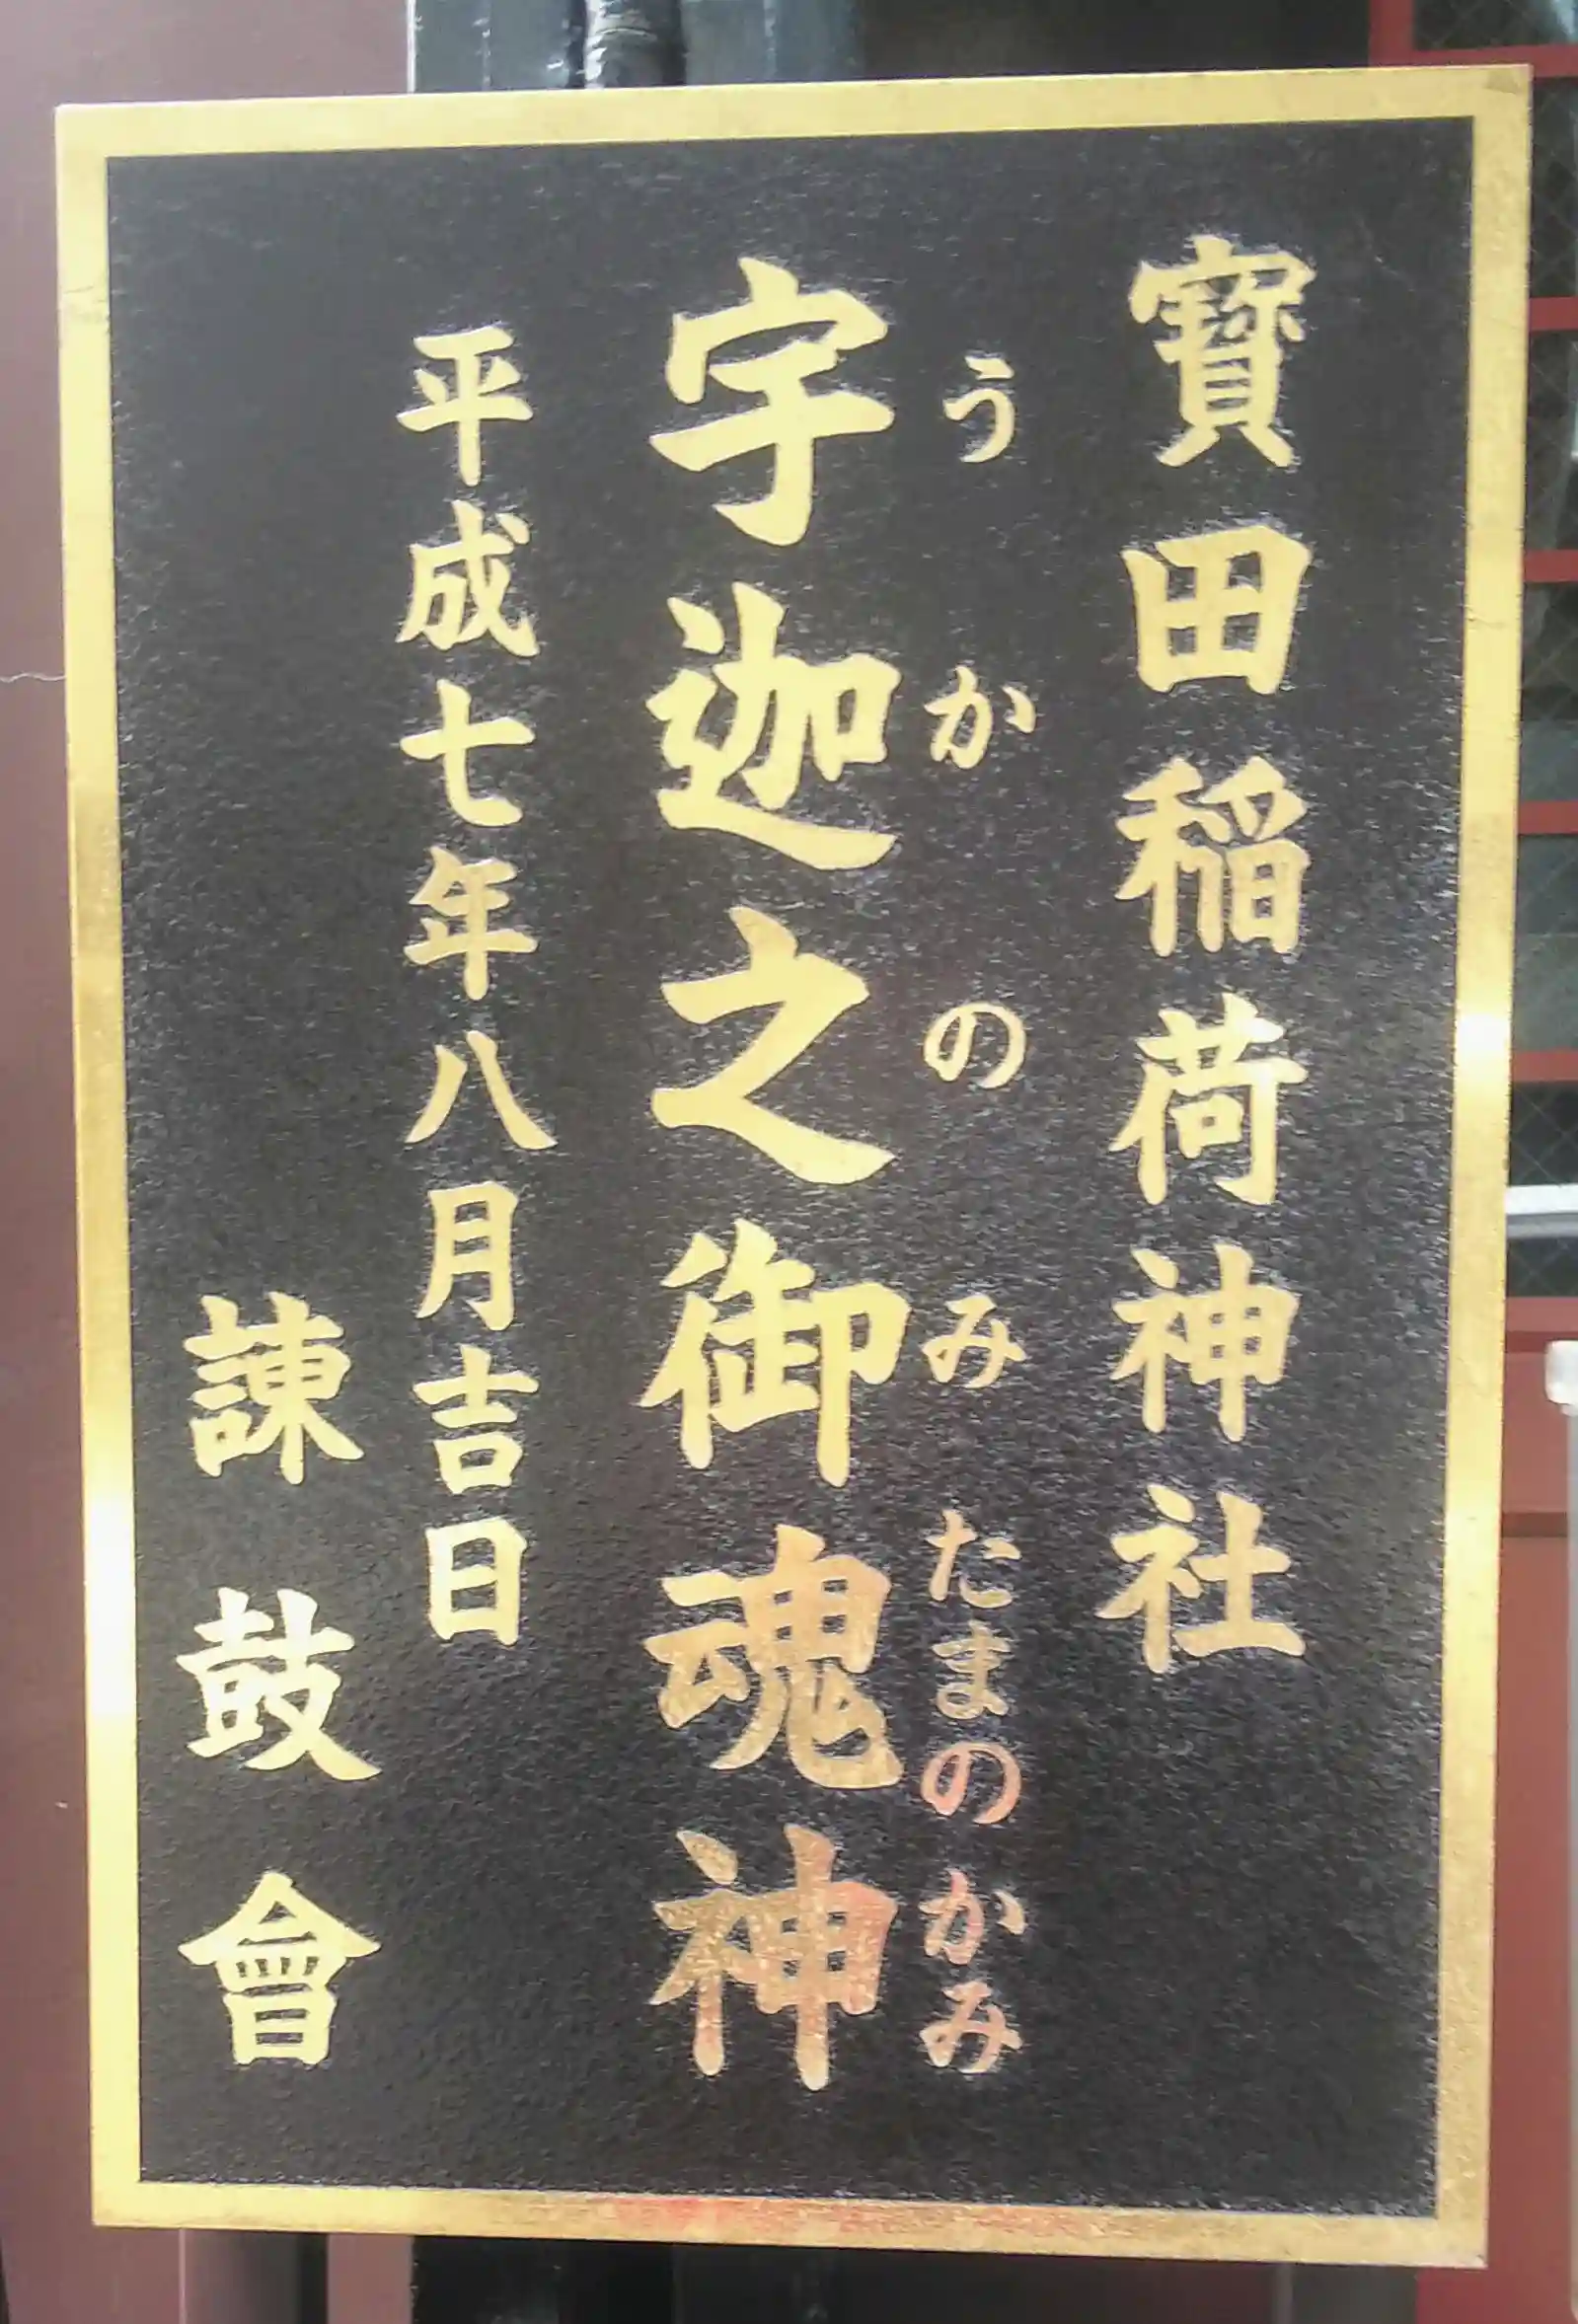 寳田稲荷神社
うかのみたまのかみ
宇迦之御魂神
平成七年八月吉日
諌鼓會